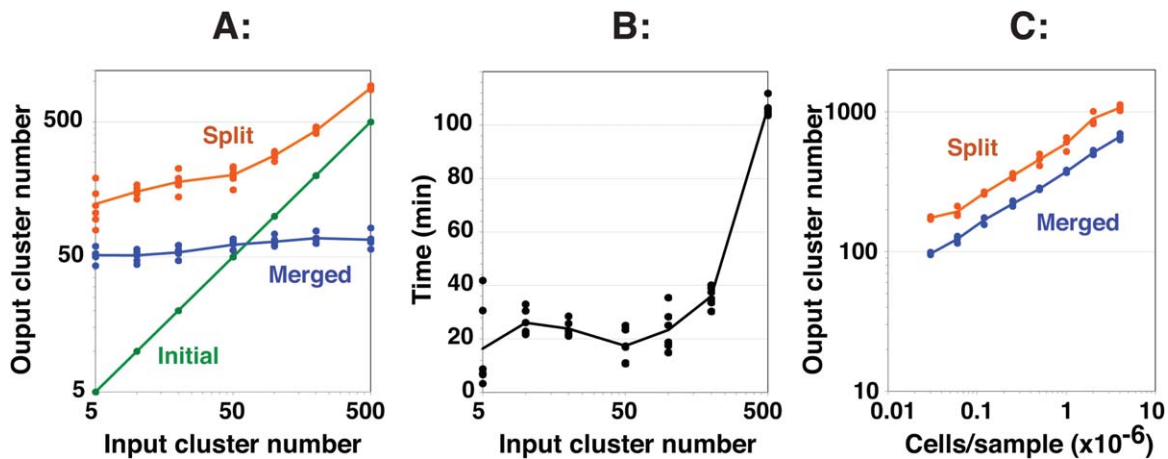 A:
B:
C:
Ouput cluster number
500
50
5
Split
Merged
Initial
5
50
500
Input cluster number
Time (min)
100
80
60
40
20
0
5
50
500
Input cluster number
Ouput cluster number
1000
100
10
Split
Merged
0.01
0.1
1
10
Cells/sample (x10-6)